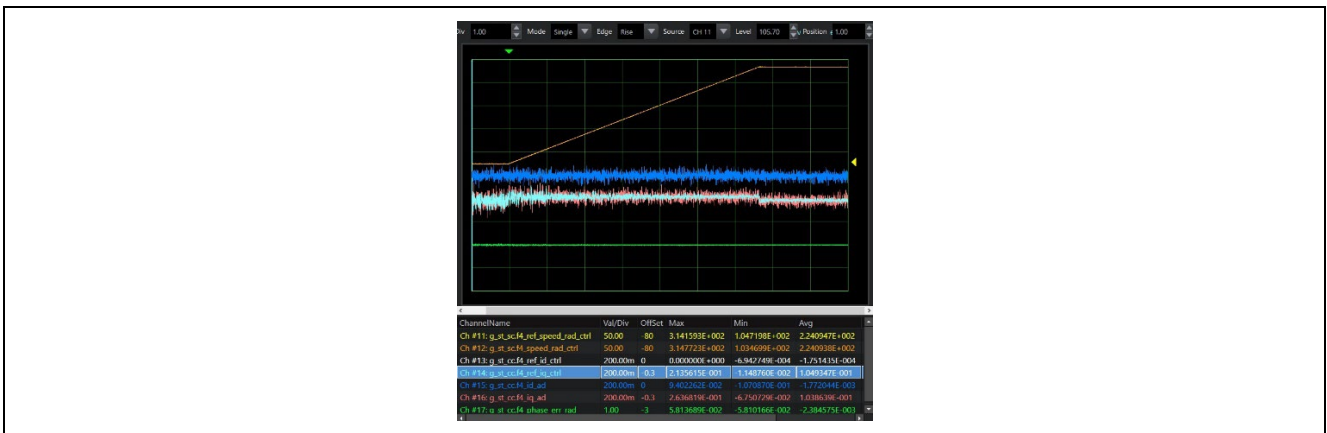 Div 1.00 Mode Single Edge Rise Source CH 11 Level 105.70 Position 1.00
ChannelName Val/Div OffSet Max Min Avg
Ch #11: g_st_sc.f4_ref_speed_rad_ctrl 50.00 -80 3.141593E+002 1.047198E+002 2.240947E+002
Ch #12: g_st_sc.f4_speed_rad_ctrl 50.00 -80 3.147723E+002 1.034699E+002 2.240938E+002
Ch #13: g_st_cc.f4_ref_id_ctrl 200.00m 0 0.000000E+000 -6.942749E-004 -1.751435E-004
Ch #14: g_st_cc.f4_ref_iq_ctrl 200.00m -0.3 2.135615E-001 -1.148760E-002 1.049347E-001
Ch #15: g_st_cc.f4_id_ad 200.00m 0 9.402262E-002 -1.070870E-001 -1.772044E-003
Ch #16: g_st_cc.f4_iq_ad 200.00m -0.3 2.636819E-001 -6.750729E-002 1.038639E-001
Ch #17: g_st_cc.f4_phase_err_rad 1.00 -3 5.813689E-002 -5.810166E-002 -2.384575E-003